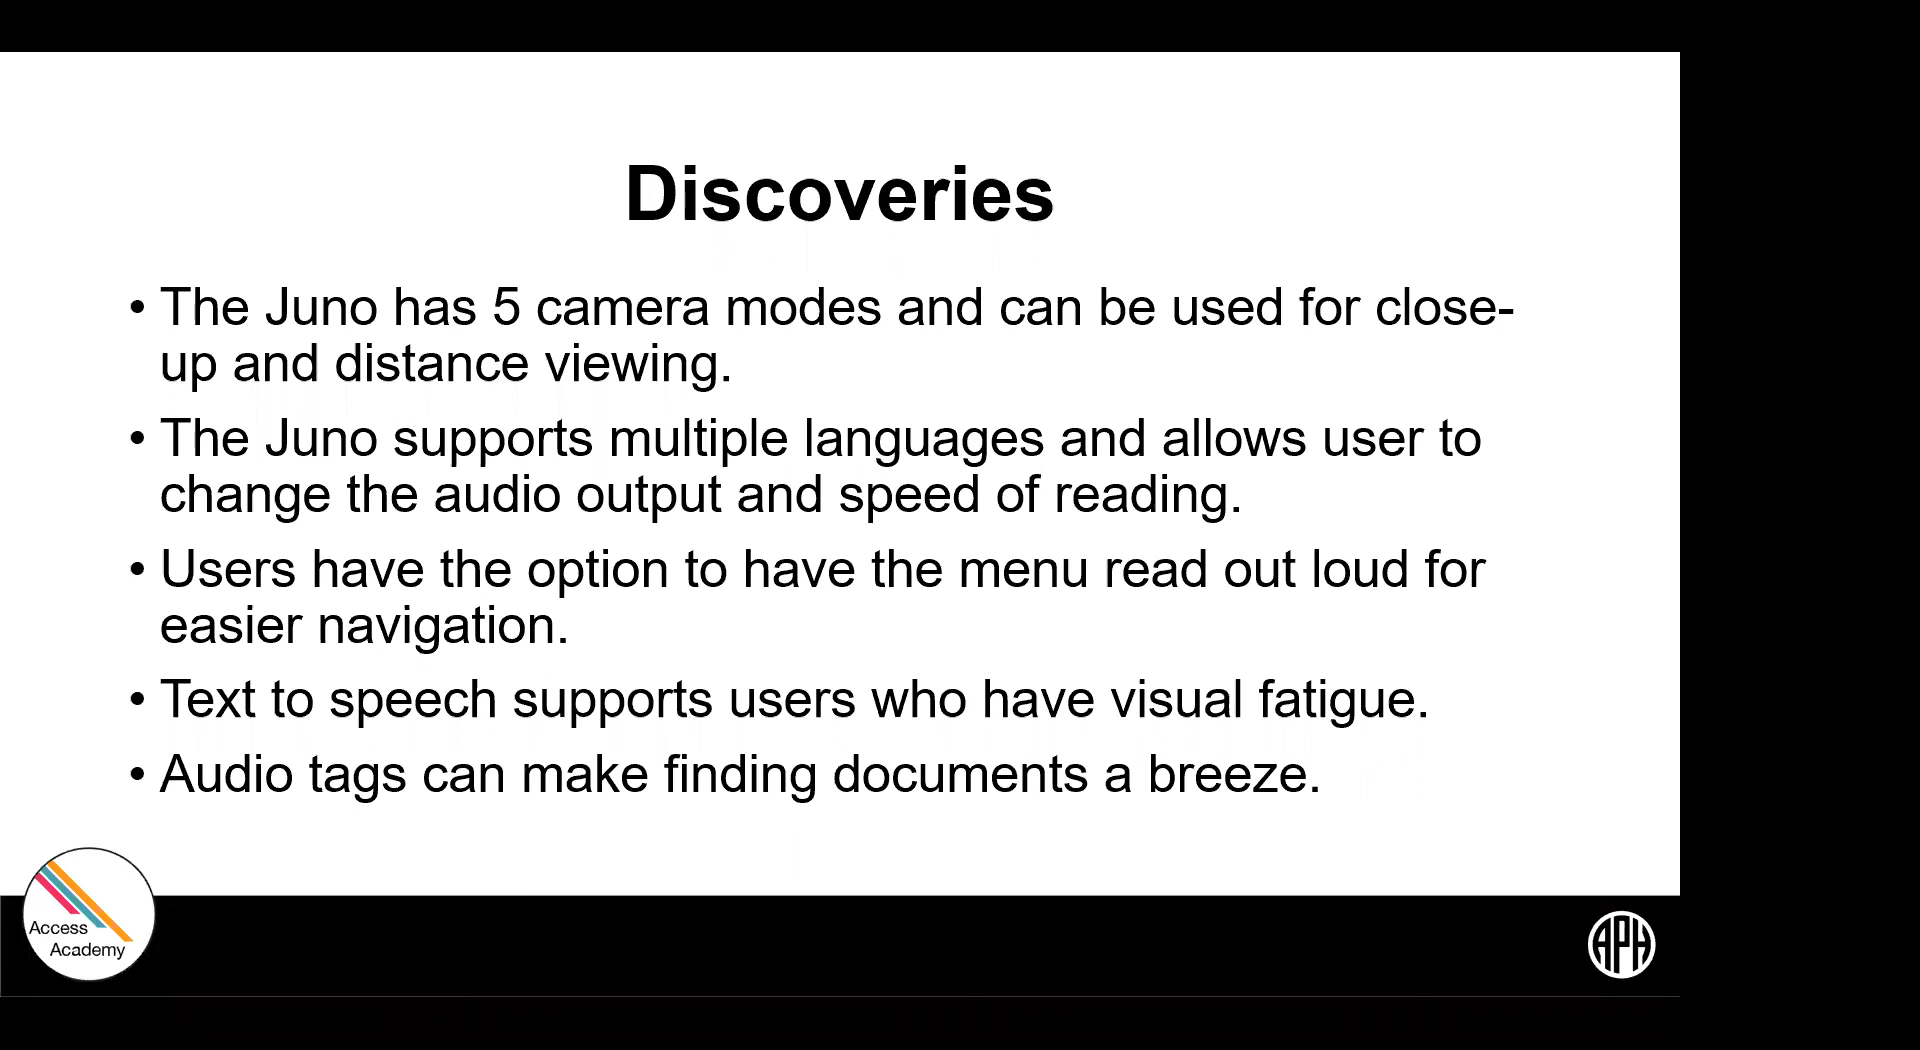 Discoveries
• The Juno has 5 camera modes and can be used for close-
up and distance viewing.
• The Juno supports multiple languages and allows user to
change the audio output and speed of reading.
• Users have the option to have the menu read out loud for
easier navigation.
• Text to speech supports users who have visual fatigue.
• Audio tags can make finding documents a breeze.
Access
Academy
APH